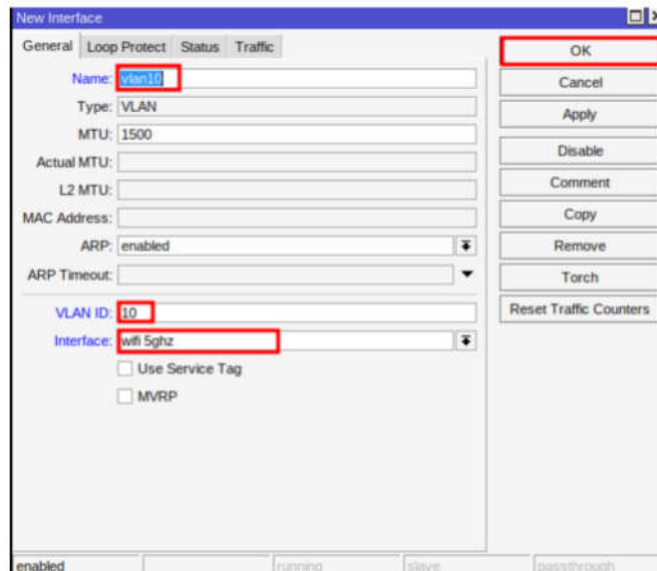 New Interface
General Loop Protect Status Traffic
Name: vlan10
Type: VLAN
MTU: 1500
Actual MTU:
L2 MTU:
MAC Address:
ARP: enabled
ARP Timeout:
VLAN ID: 10
Interface: wifi 5ghz
Use Service Tag
MVRP
OK
Cancel
Apply
Disable
Comment
Copy
Remove
Torch
Reset Traffic Counters
enabled running slave passthrough